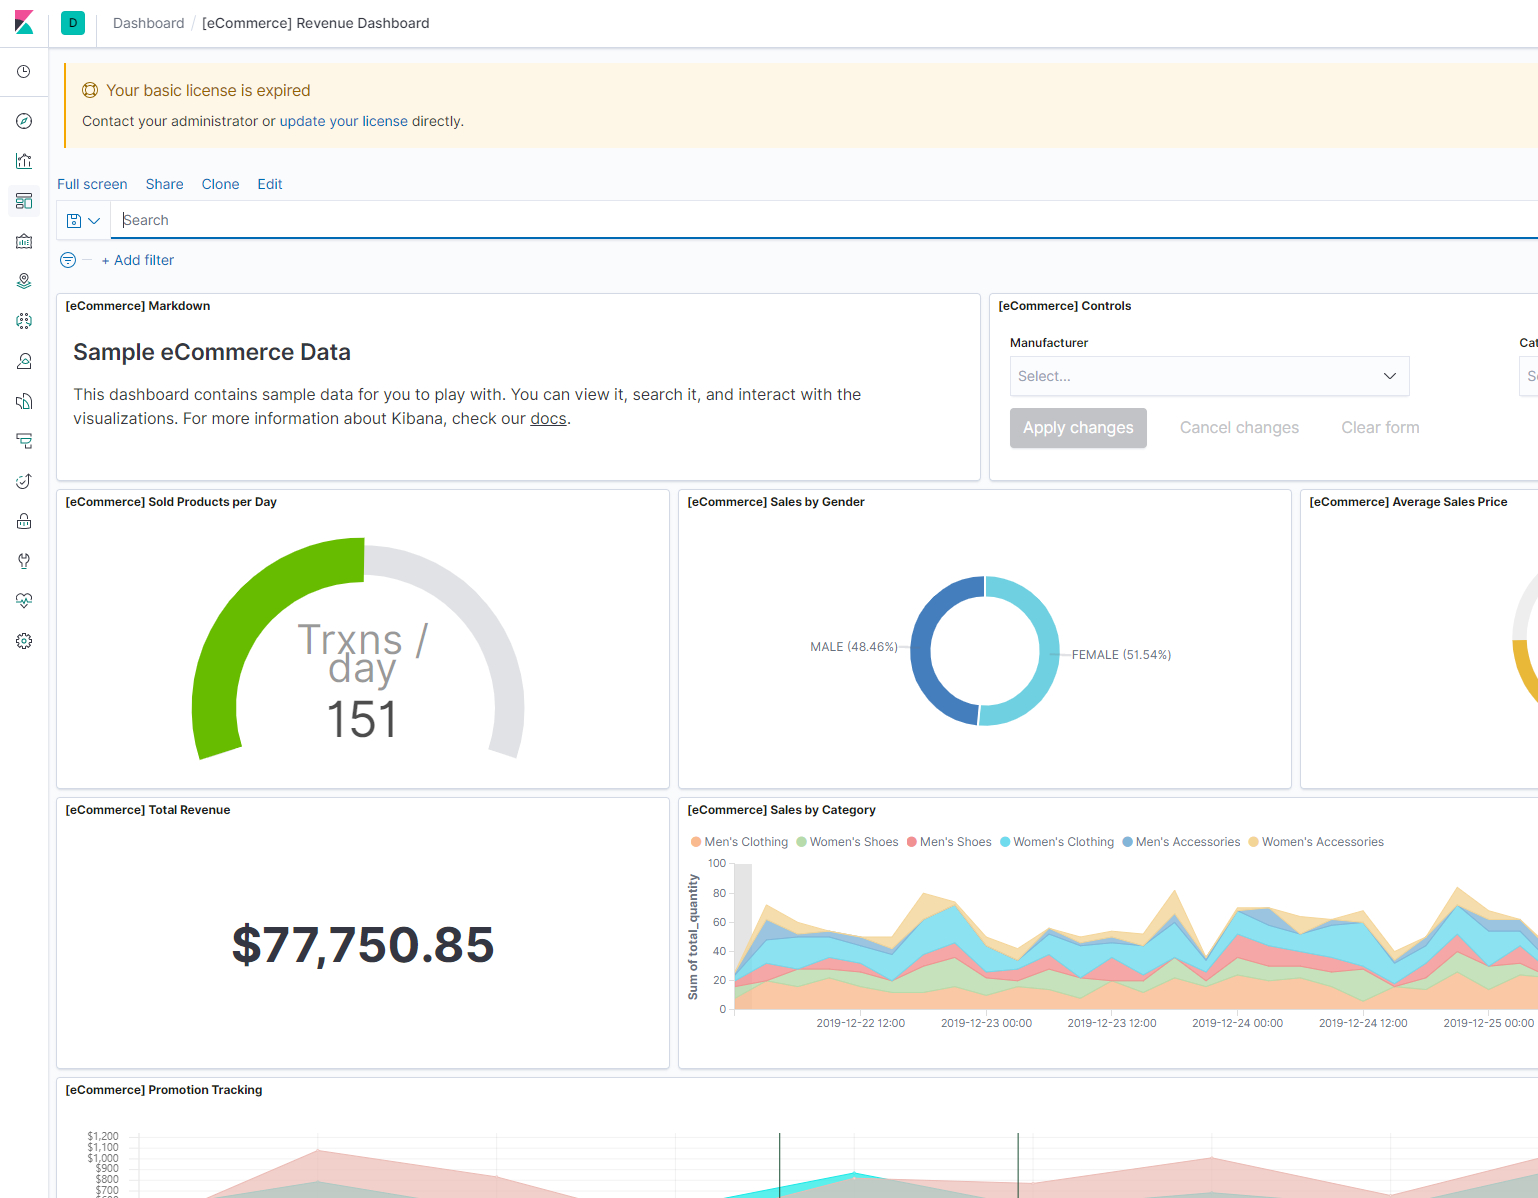 D
Dashboard / [eCommerce] Revenue Dashboard
Your basic license is expired
Contact your administrator or update your license directly.
Full screen Share Clone Edit
Search
+ Add filter
[eCommerce] Markdown
Sample eCommerce Data
This dashboard contains sample data for you to play with. You can view it, search it, and interact with the
visualizations. For more information about Kibana, check our docs.
[eCommerce] Controls
Manufacturer
Select...
Apply changes Cancel changes Clear form
[eCommerce] Sold Products per Day
Trxns /
day
151
[eCommerce] Sales by Gender
MALE (48.46%)
FEMALE (51.54%)
[eCommerce] Average Sales Price
[eCommerce] Total Revenue
$77,750.85
[eCommerce] Sales by Category
Men's Clothing Women's Shoes Men's Shoes Women's Clothing Men's Accessories Women's Accessories
Sum of total_quantity
100
80
60
40
20
0
2019-12-22 12:00 2019-12-23 00:00 2019-12-23 12:00 2019-12-24 00:00 2019-12-24 12:00 2019-12-25 00:00
[eCommerce] Promotion Tracking
$1,200
$1,100
$1,000
$900
$800
$700